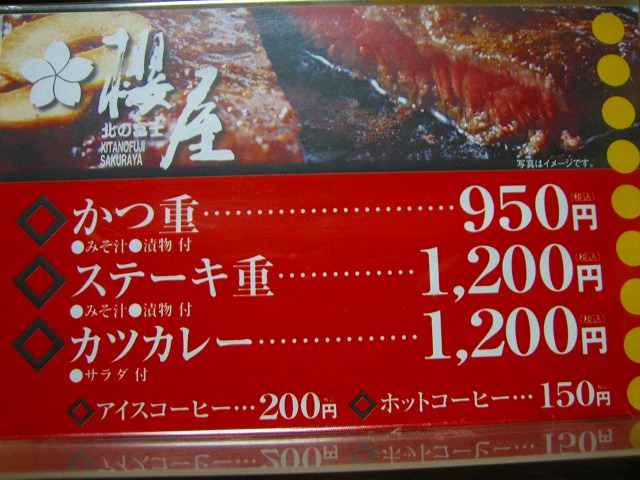 櫻屋
北の富士
KITANOFUJI
SAKURAYA
写真はイメージです。
かつ重……………………950円(税込)
●みそ汁●漬物 付
ステーキ重…………1,200円(税込)
●みそ汁●漬物 付
カツカレー…………1,200円(税込)
●サラダ付
アイスコーヒー…200円 ホットコーヒー…150円